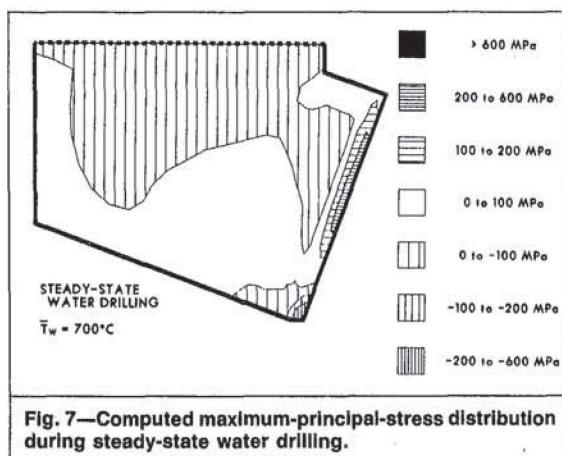 > 600 MPa
200 to 600 MPa
100 to 200 MPa
0 to 100 MPa
0 to -100 MPa
-100 to -200 MPa
-200 to -600 MPa
STEADY-STATE
WATER DRILLING
T̅w = 700°C
Fig. 7—Computed maximum-principal-stress distribution
during steady-state water drilling.